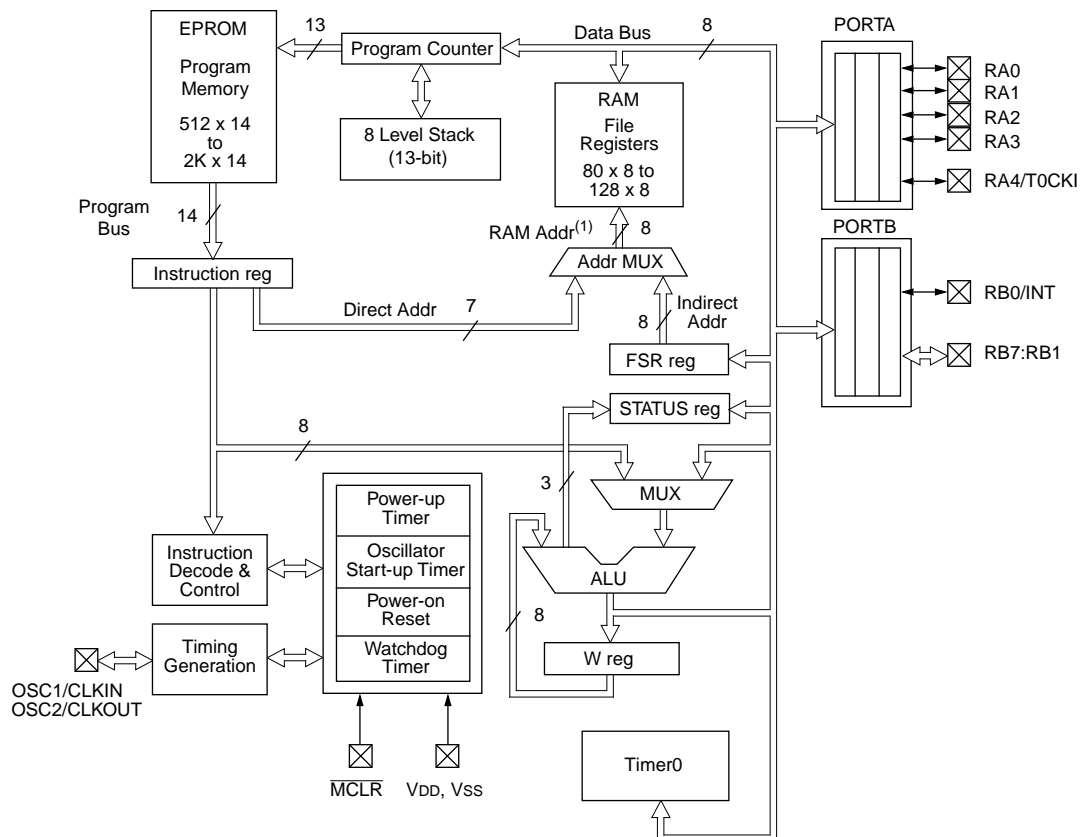 EPROM
Program
Memory
512 x 14
to
2K x 14
13
Program Counter
Data Bus
8
8 Level Stack
(13-bit)
RAM
File
Registers
80 x 8 to
128 x 8
PORTA
RA0
RA1
RA2
RA3
RA4/T0CKI
Program
Bus
14
RAM Addr(1)
8
Instruction reg
Addr MUX
PORTB
RB0/INT
RB7:RB1
Direct Addr
7
8
Indirect
Addr
FSR reg
STATUS reg
8
3
MUX
Power-up
Timer
Oscillator
Start-up Timer
Power-on
Reset
Watchdog
Timer
Instruction
Decode &
Control
ALU
8
W reg
Timing
Generation
OSC1/CLKIN
OSC2/CLKOUT
MCLR
VDD, VSS
Timer0